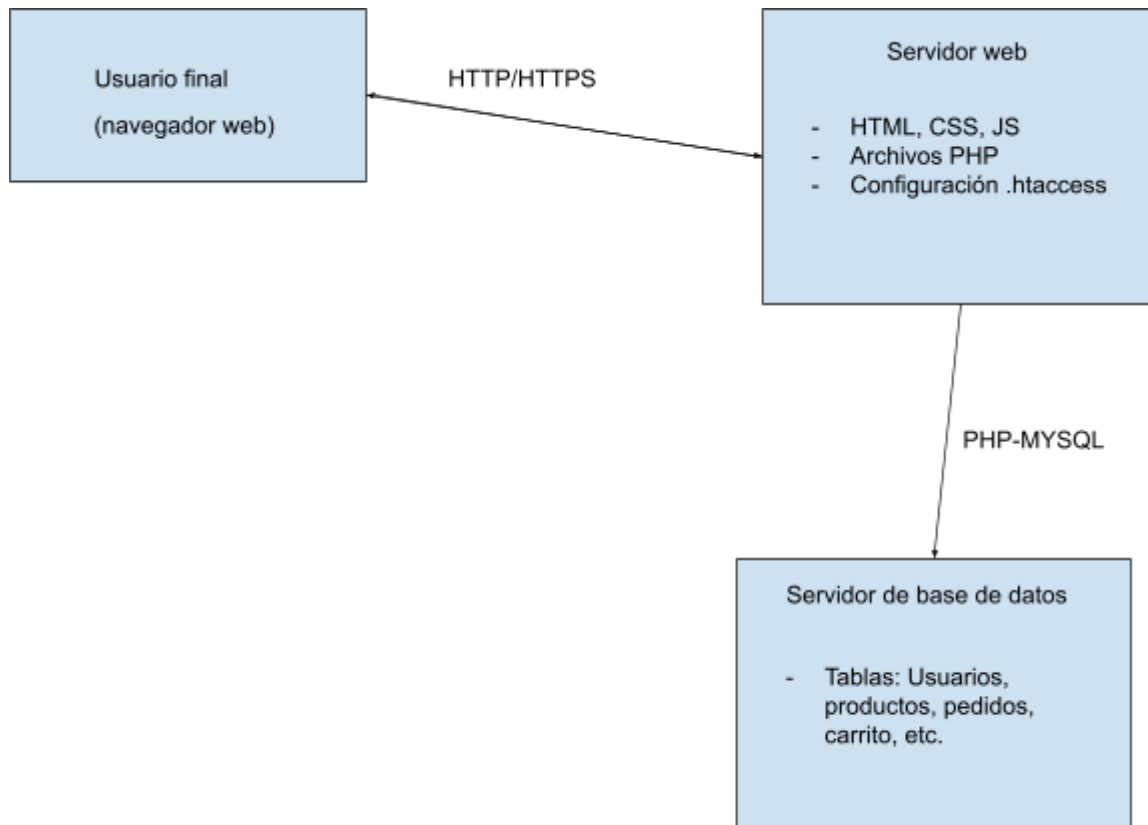 Usuario final
(navegador web)
HTTP/HTTPS
Servidor web
- HTML, CSS, JS
- Archivos PHP
- Configuración .htaccess
PHP-MYSQL
Servidor de base de datos
- Tablas: Usuarios,
productos, pedidos,
carrito, etc.